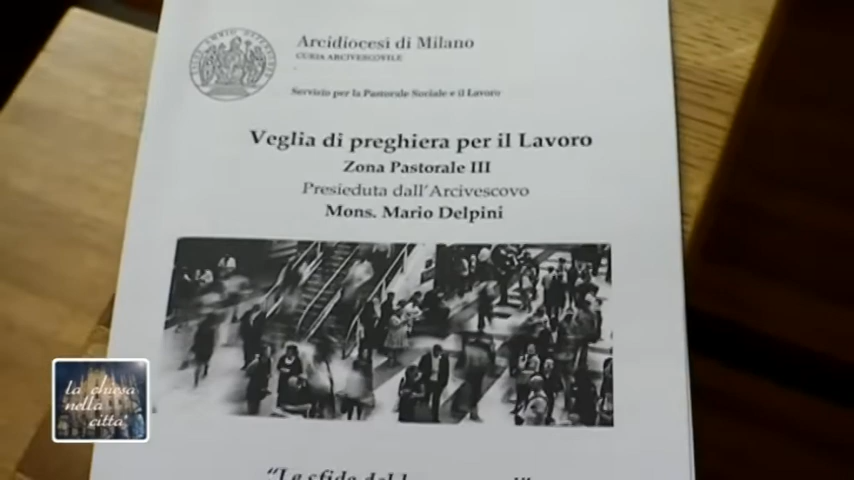 Arcidiocesi di Milano
CURIA ARCIVESCOVILE
Servizio per la Pastorale Sociale e il Lavoro
Veglia di preghiera per il Lavoro
Zona Pastorale III
Presieduta dall'Arcivescovo
Mons. Mario Delpini
la chiesa
nella
citta'